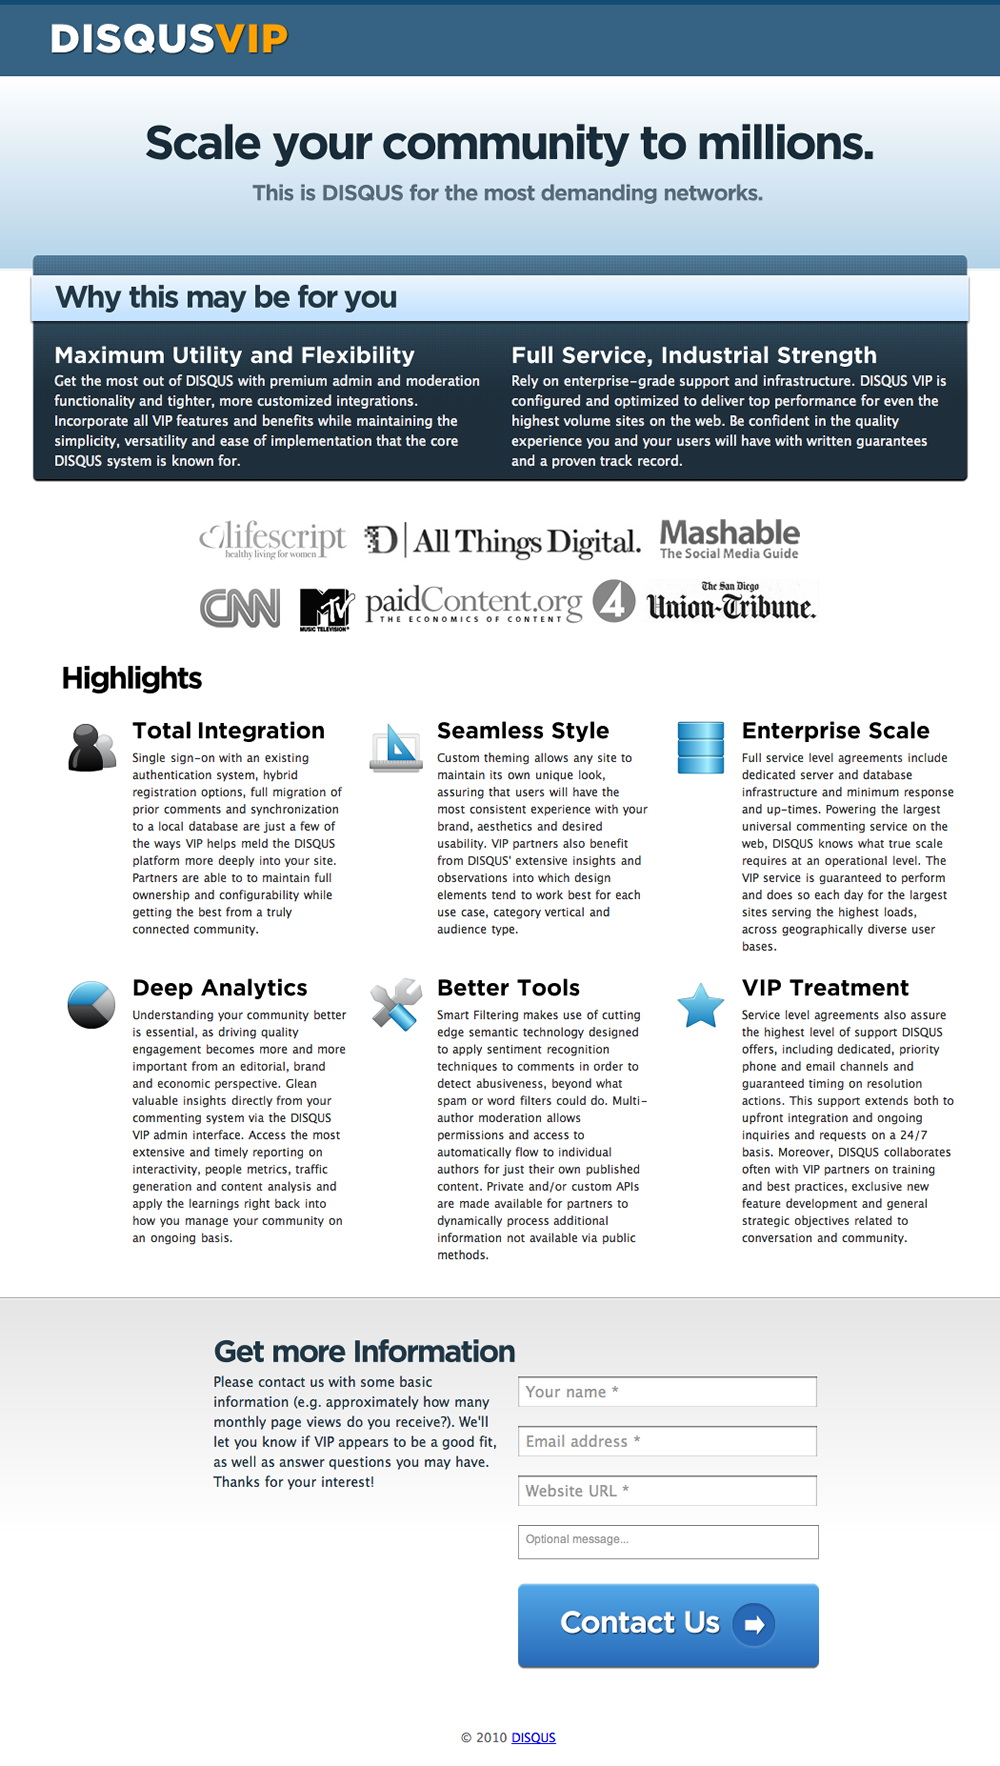 DISQUSVIP
Scale your community to millions.
This is DISQUS for the most demanding networks.
Why this may be for you
Maximum Utility and Flexibility
Get the most out of DISQUS with premium admin and moderation
functionality and tighter, more customized integrations.
Incorporate all VIP features and benefits while maintaining the
simplicity, versatility and ease of implementation that the core
DISQUS system is known for.
Full Service, Industrial Strength
Rely on enterprise-grade support and infrastructure. DISQUS VIP is
configured and optimized to deliver top performance for even the
highest volume sites on the web. Be confident in the quality
experience you and your users will have with written guarantees
and a proven track record.
lifescript
healthy living for women
D | All Things Digital.
Mashable
The Social Media Guide
CNN
MTV
MUSIC TELEVISION®
paidContent.org
THE ECONOMICS OF CONTENT
4
The San Diego
Union-Tribune.
Highlights
Total Integration
Single sign-on with an existing
authentication system, hybrid
registration options, full migration of
prior comments and synchronization
to a local database are just a few of
the ways VIP helps meld the DISQUS
platform more deeply into your site.
Partners are able to to maintain full
ownership and configurability while
getting the best from a truly
connected community.
Seamless Style
Custom theming allows any site to
maintain its own unique look,
assuring that users will have the
most consistent experience with your
brand, aesthetics and desired
usability. VIP partners also benefit
from DISQUS' extensive insights and
observations into which design
elements tend to work best for each
use case, category vertical and
audience type.
Enterprise Scale
Full service level agreements include
dedicated server and database
infrastructure and minimum response
and up-times. Powering the largest
universal commenting service on the
web, DISQUS knows what true scale
requires at an operational level. The
VIP service is guaranteed to perform
and does so each day for the largest
sites serving the highest loads,
across geographically diverse user
bases.
Deep Analytics
Understanding your community better
is essential, as driving quality
engagement becomes more and more
important from an editorial, brand
and economic perspective. Glean
valuable insights directly from your
commenting system via the DISQUS
VIP admin interface. Access the most
extensive and timely reporting on
interactivity, people metrics, traffic
generation and content analysis and
apply the learnings right back into
how you manage your community on
an ongoing basis.
Better Tools
Smart Filtering makes use of cutting
edge semantic technology designed
to apply sentiment recognition
techniques to comments in order to
detect abusiveness, beyond what
spam or word filters could do. Multi-
author moderation allows
permissions and access to
automatically flow to individual
authors for just their own published
content. Private and/or custom APIs
are made available for partners to
dynamically process additional
information not available via public
methods.
VIP Treatment
Service level agreements also assure
the highest level of support DISQUS
offers, including dedicated, priority
phone and email channels and
guaranteed timing on resolution
actions. This support extends both to
upfront integration and ongoing
inquiries and requests on a 24/7
basis. Moreover, DISQUS collaborates
often with VIP partners on training
and best practices, exclusive new
feature development and general
strategic objectives related to
conversation and community.
Get more Information
Please contact us with some basic
information (e.g. approximately how many
monthly page views do you receive?). We'll
let you know if VIP appears to be a good fit,
as well as answer questions you may have.
Thanks for your interest!
Your name *
Email address *
Website URL *
Optional message...
Contact Us
© 2010 DISQUS